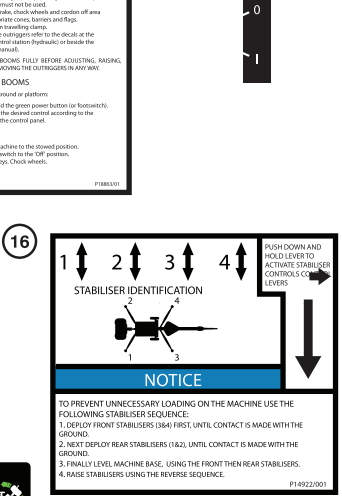 must not be used.
rake, chock wheels and cordon off area
priate cones, barriers and flags.
m travelling clamp.
e outriggers refer to the decals at the
ntrol station (hydraulic) or beside the
manual).
BOOMS FULLY BEFORE ADJUSTING, RAISING,
MOVING THE OUTRIGGERS IN ANY WAY.
BOOMS
round or platform:
d the green power button (or footswitch).
the desired control according to the
the control panel.
achine to the stowed position.
switch to the 'Off' position.
eys, Chock wheels.
P18863/01
0
I
16
1 2 3 4
PUSH DOWN AND
HOLD LEVER TO
ACTIVATE STABILISER
CONTROLS CONTROL
LEVERS
STABILISER IDENTIFICATION
2 4
1 3
NOTICE
TO PREVENT UNNECESSARY LOADING ON THE MACHINE USE THE
FOLLOWING STABILISER SEQUENCE:
1. DEPLOY FRONT STABILISERS (3&4) FIRST, UNTIL CONTACT IS MADE WITH THE
GROUND.
2. NEXT DEPLOY REAR STABILISERS (1&2), UNTIL CONTACT IS MADE WITH THE
GROUND.
3. FINALLY LEVEL MACHINE BASE, USING THE FRONT THEN REAR STABILISERS.
4. RAISE STABILISERS USING THE REVERSE SEQUENCE.
P14922/001